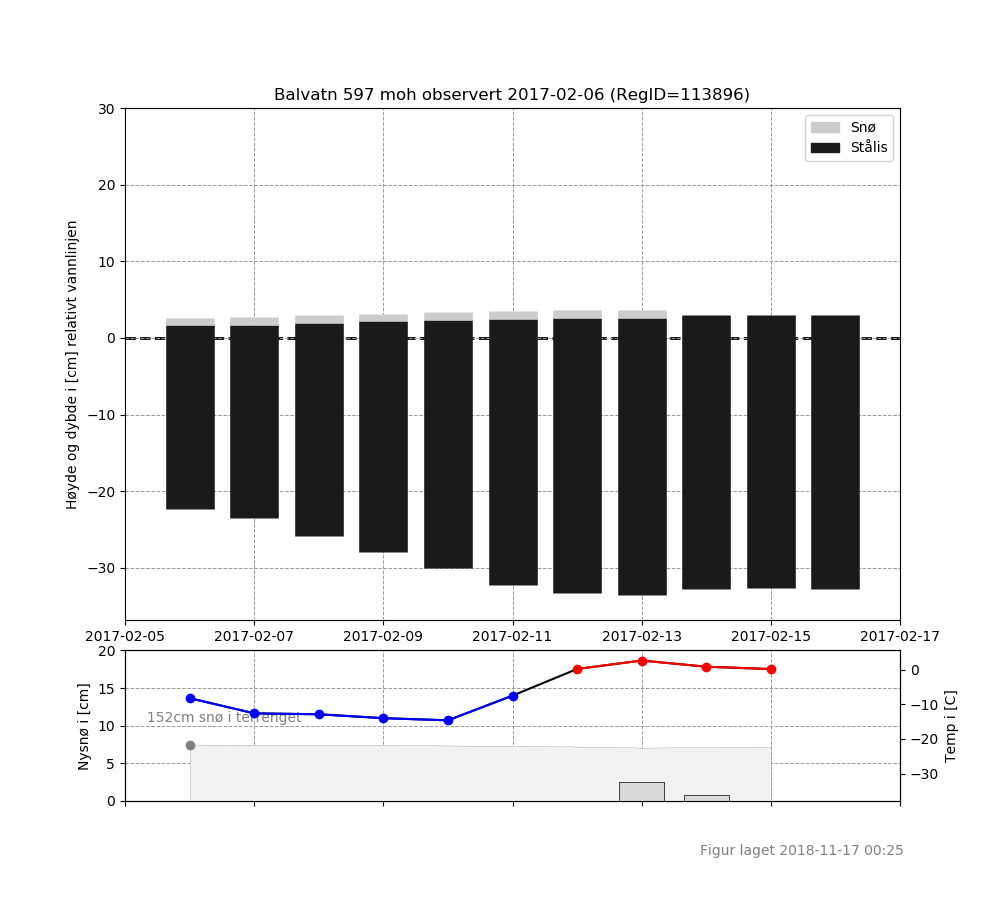 Balvatn 597 moh observert 2017-02-06 (RegID=113896)
Høyde og dybde i [cm] relativt vannlinjen
30
20
10
0
−10
−20
−30
Snø
Stålis
2017-02-05 2017-02-07 2017-02-09 2017-02-11 2017-02-13 2017-02-15 2017-02-17
Nysnø i [cm]
20
15
10
5
0
152cm snø i terrenget
0
−10
−20
−30
Temp i [C]
Figur laget 2018-11-17 00:25